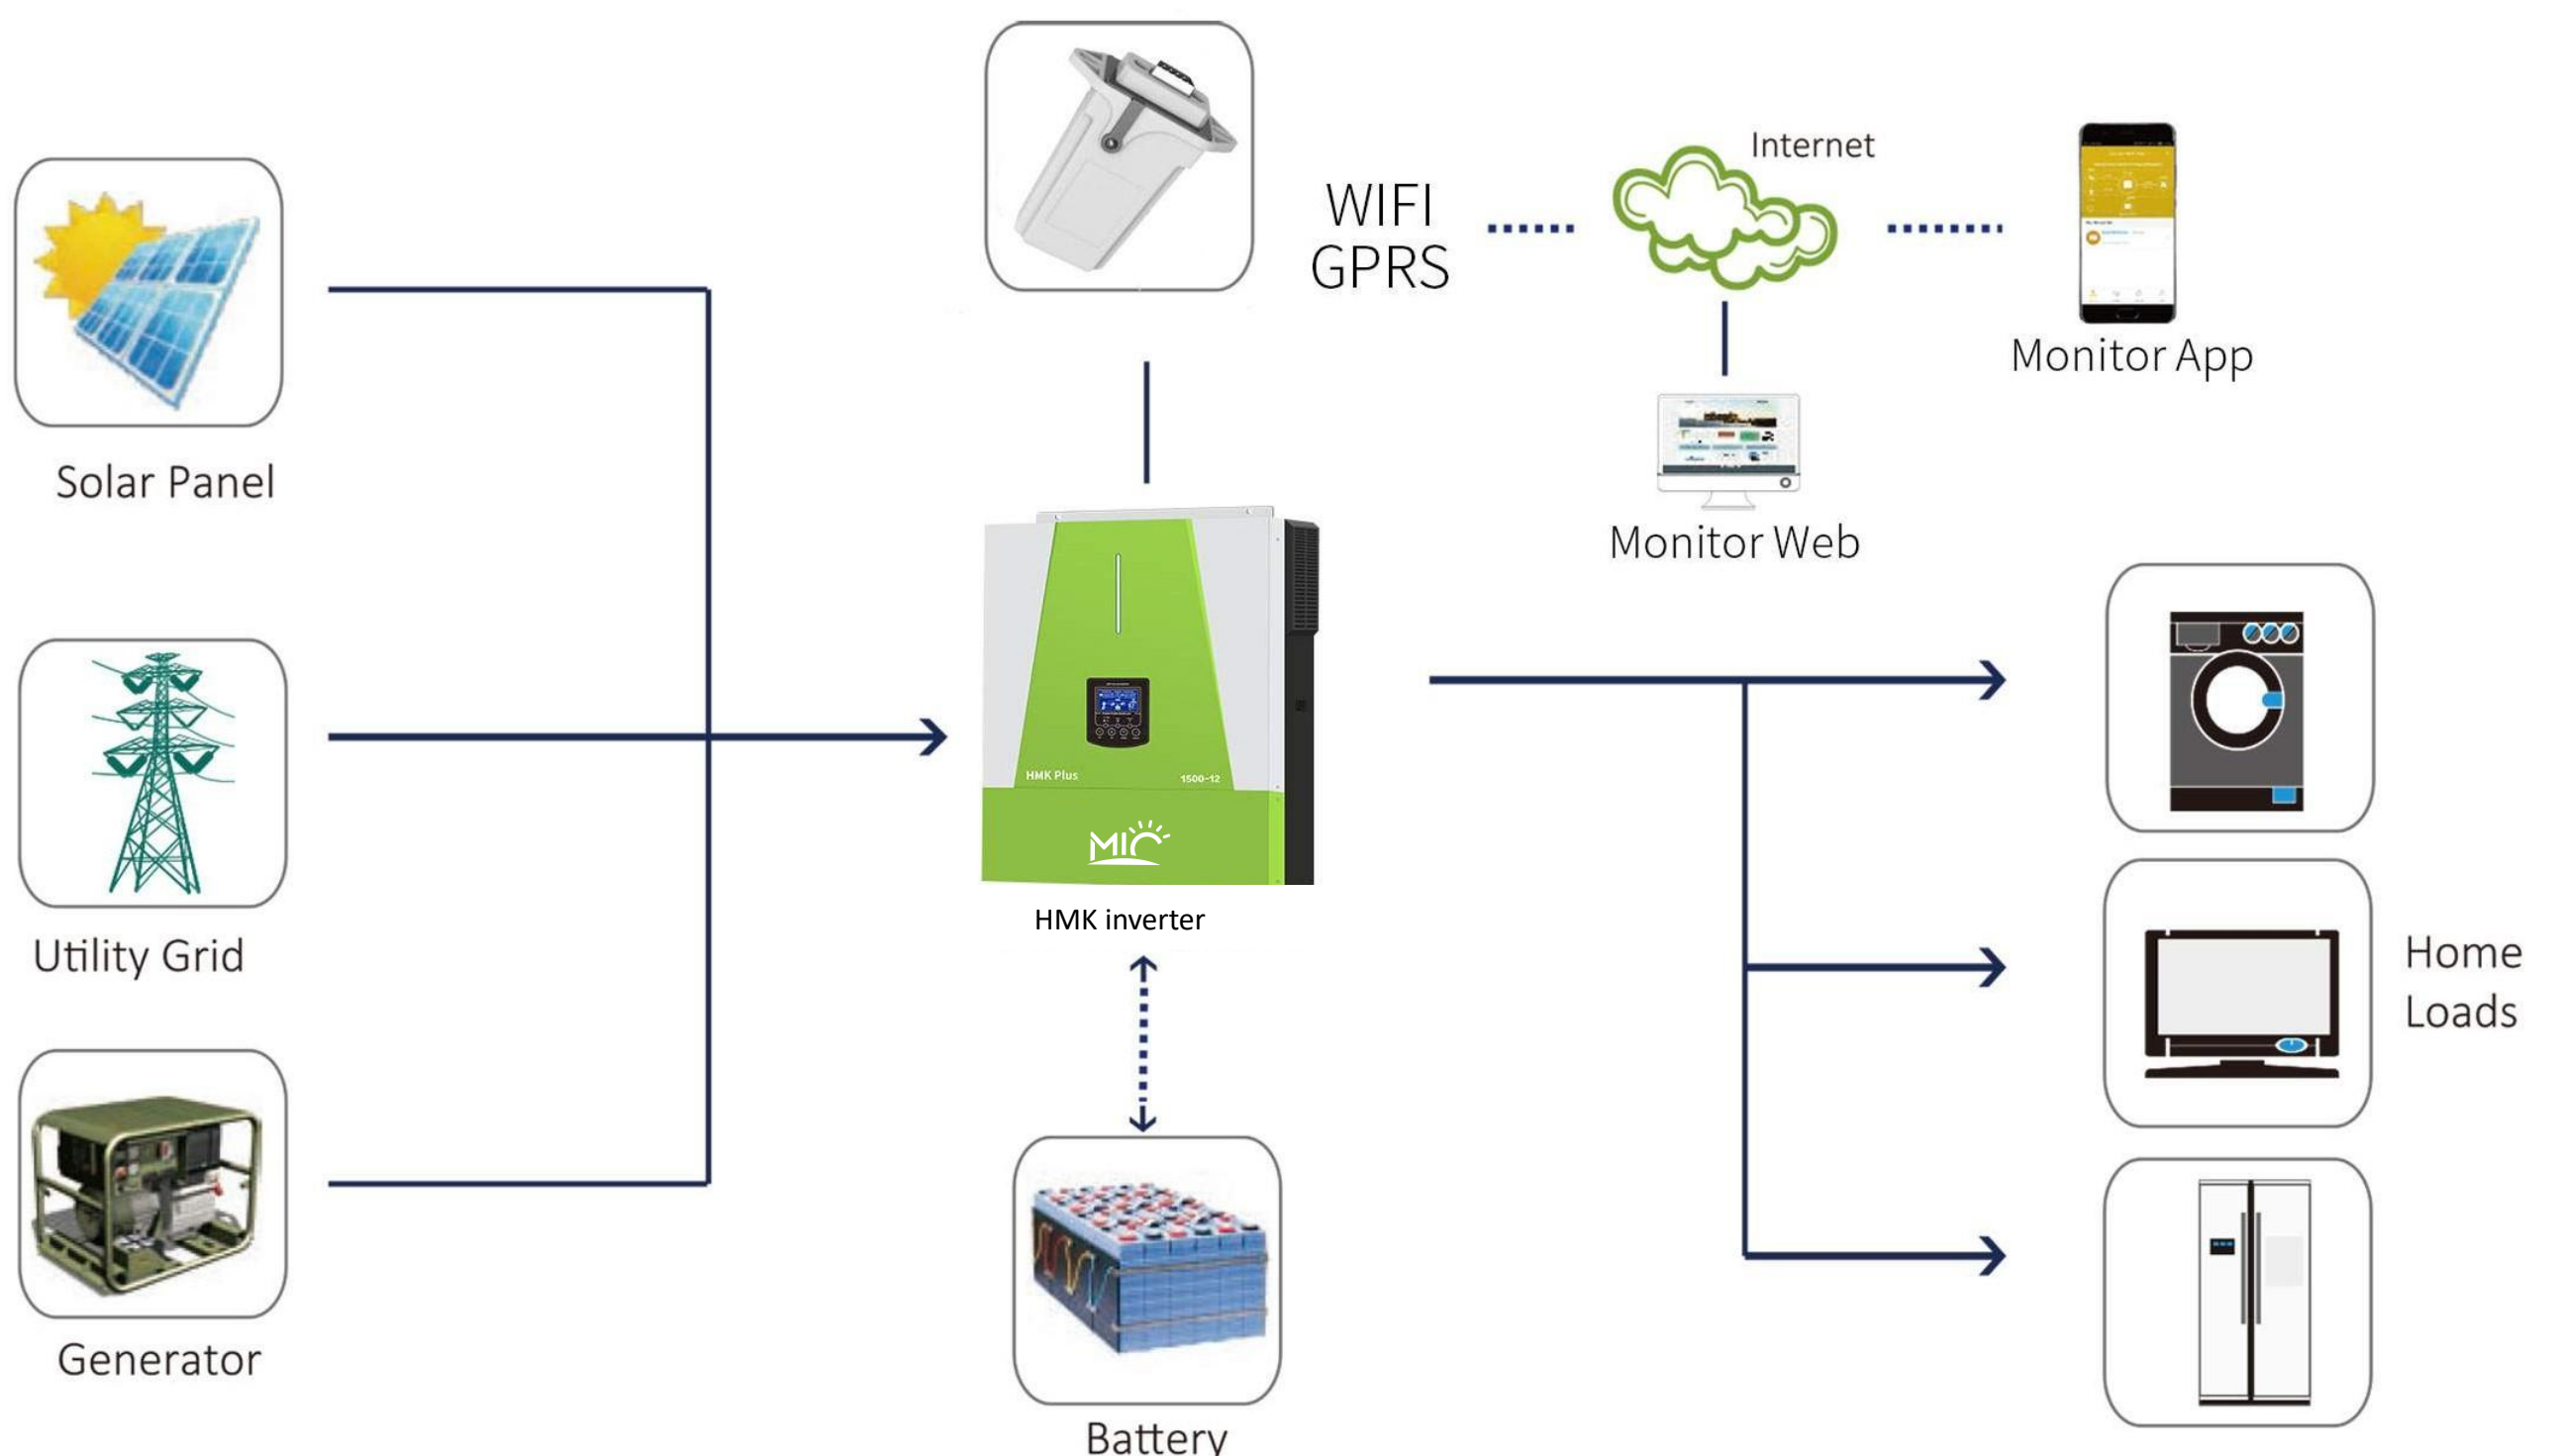 WIFI
GPRS
Internet
Monitor App
Monitor Web
Solar Panel
Utility Grid
Generator
HMK Plus
1500-12
MIC
HMK inverter
Battery
Home
Loads